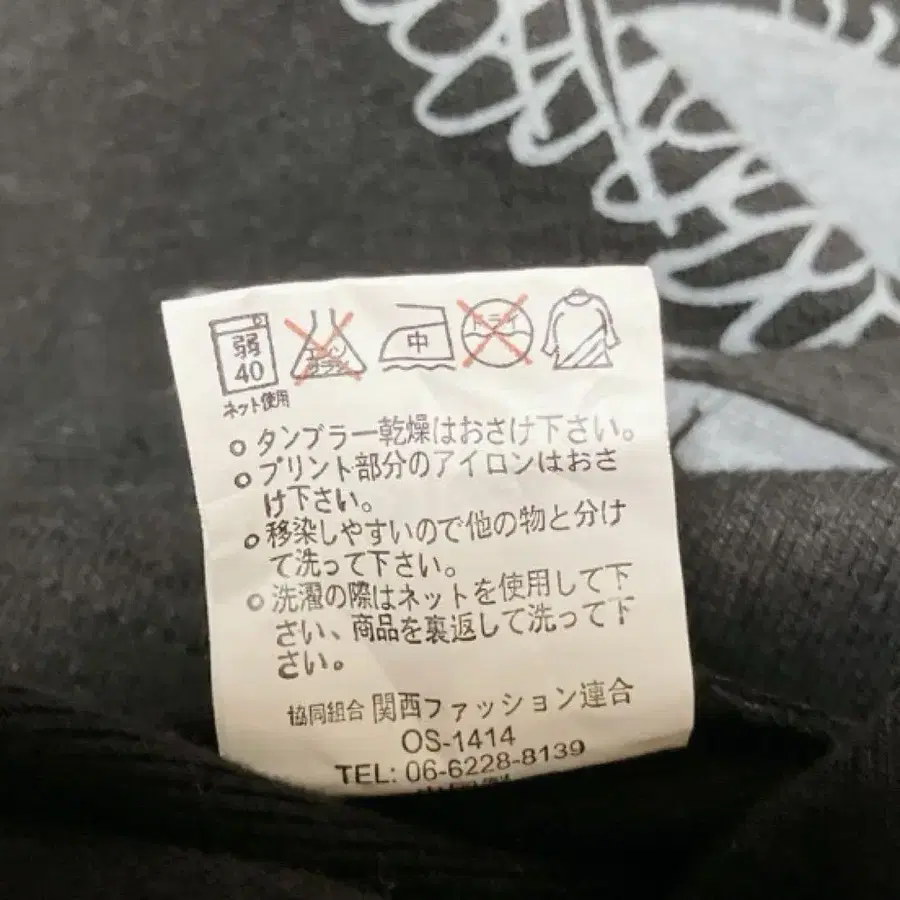 弱
40
中
ドライ
ネット使用
タンブラー乾燥はおさけ下さい。
プリント部分のアイロンはおさ
け下さい。
移染しやすいので他の物と分け
て洗って下さい。
洗濯の際はネットを使用して下
さい、商品を裏返して洗って下
さい。
協同組合 関西ファッション連合
OS-1414
TEL: 06-6228-8139